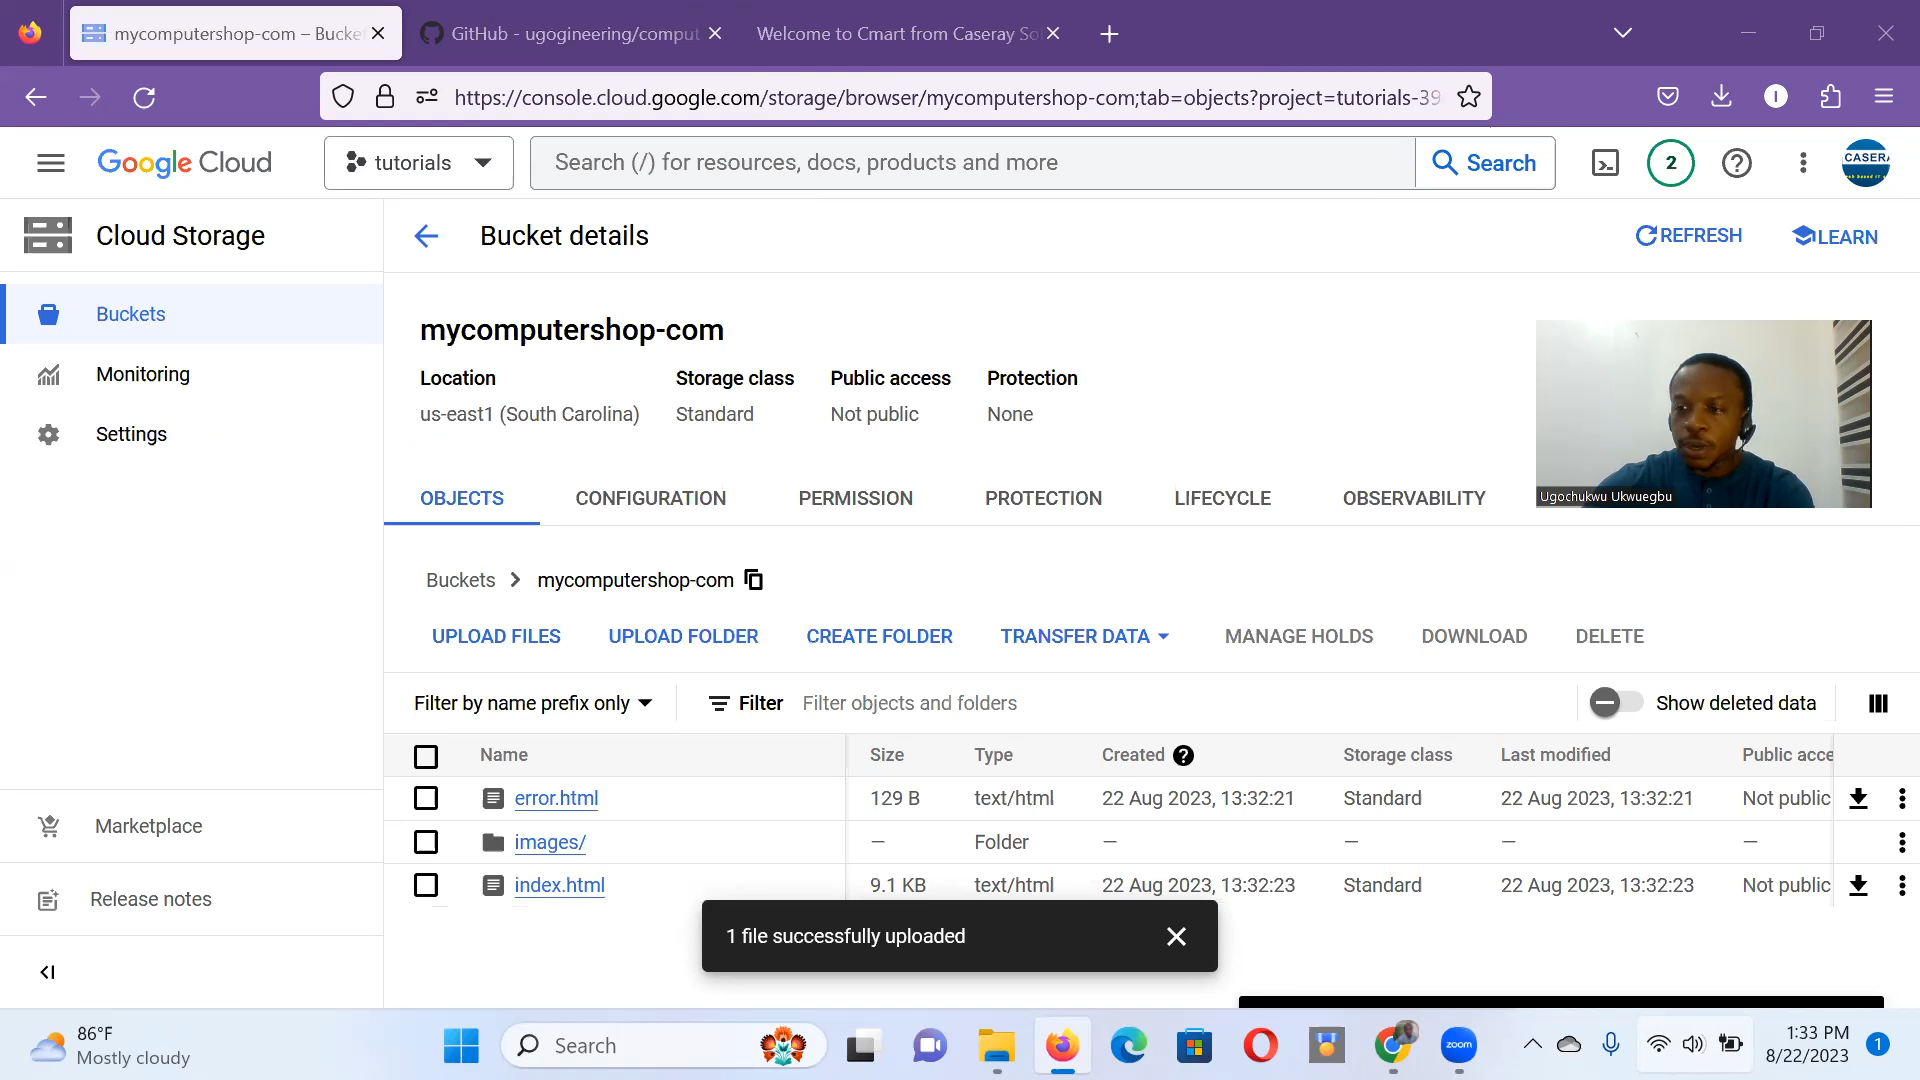 mycomputershop-com – Bucke
GitHub - ugogineering/comput
Welcome to Cmart from Caseray So
https://console.cloud.google.com/storage/browser/mycomputershop-com;tab=objects?project=tutorials-39
Google Cloud
tutorials
Search (/) for resources, docs, products and more
Search
2
CASERA
Cloud Storage
Bucket details
REFRESH
LEARN
Buckets
Monitoring
Settings
Marketplace
Release notes
mycomputershop-com
Location
Storage class
Public access
Protection
us-east1 (South Carolina)
Standard
Not public
None
Ugochukwu Ukwuegbu
OBJECTS
CONFIGURATION
PERMISSION
PROTECTION
LIFECYCLE
OBSERVABILITY
Buckets > mycomputershop-com
UPLOAD FILES
UPLOAD FOLDER
CREATE FOLDER
TRANSFER DATA
MANAGE HOLDS
DOWNLOAD
DELETE
Filter by name prefix only
Filter
Filter objects and folders
Show deleted data
Name Size Type Created Storage class Last modified Public acce
error.html 129 B text/html 22 Aug 2023, 13:32:21 Standard 22 Aug 2023, 13:32:21 Not public
images/ — Folder — — — —
index.html 9.1 KB text/html 22 Aug 2023, 13:32:23 Standard 22 Aug 2023, 13:32:23 Not public
1 file successfully uploaded
86°F
Mostly cloudy
Search
zoom
1:33 PM
8/22/2023
1